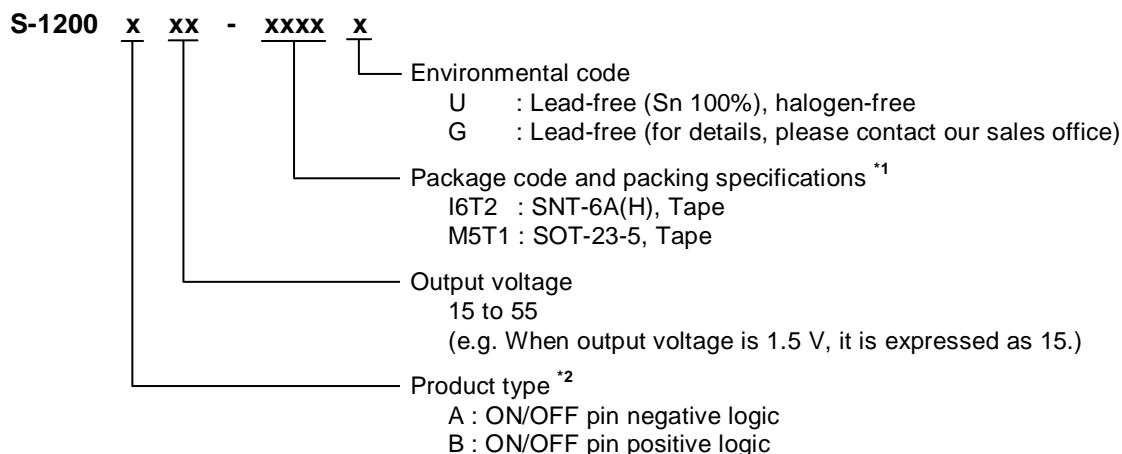 S-1200 x xx - xxxx x
Environmental code
U : Lead-free (Sn 100%), halogen-free
G : Lead-free (for details, please contact our sales office)
Package code and packing specifications *1
I6T2 : SNT-6A(H), Tape
M5T1 : SOT-23-5, Tape
Output voltage
15 to 55
(e.g. When output voltage is 1.5 V, it is expressed as 15.)
Product type *2
A : ON/OFF pin negative logic
B : ON/OFF pin positive logic